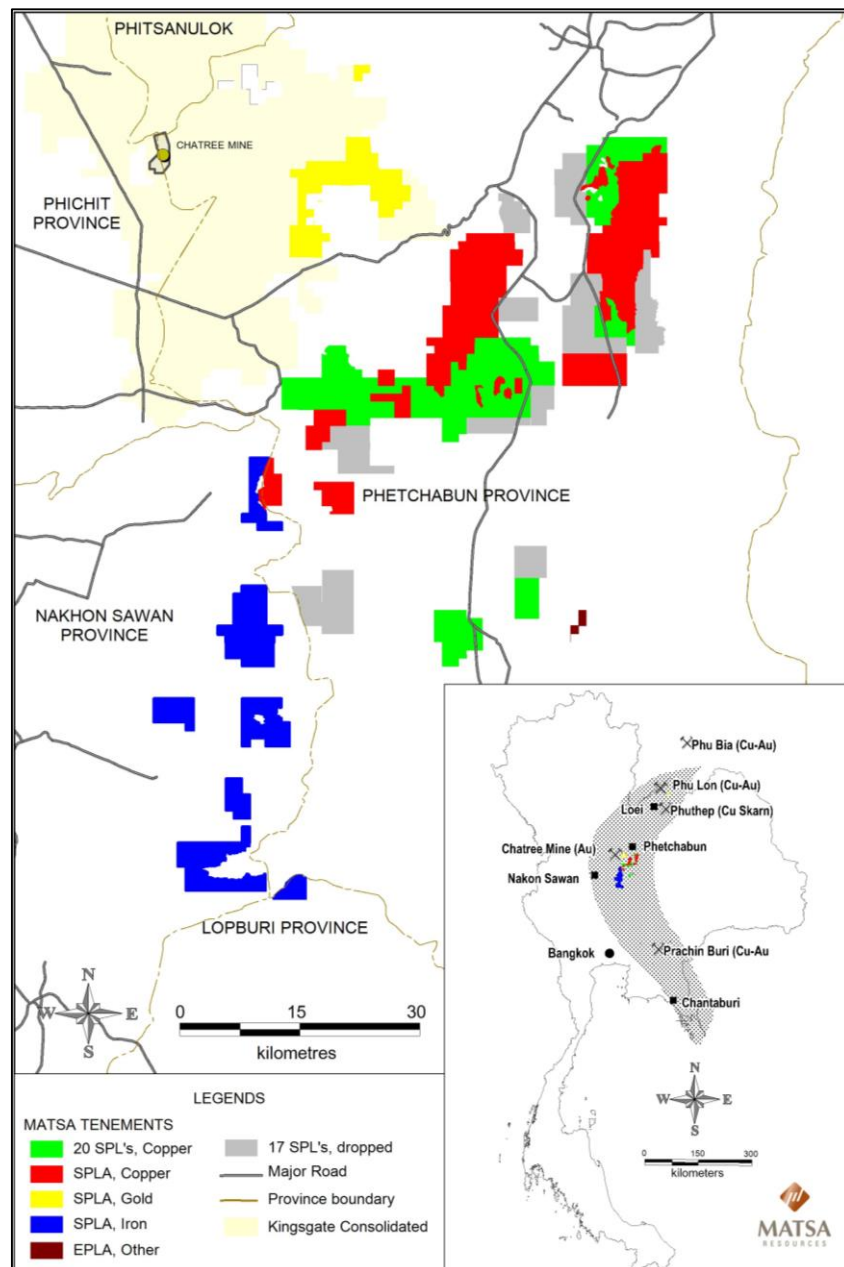 PHITSANULOK
CHATREE MINE
PHICHIT
PROVINCE
PHETCHABUN PROVINCE
NAKHON SAWAN
PROVINCE
LOPBURI PROVINCE
N
W E
S
0 15 30
kilometres
Phu Bia (Cu-Au)
Phu Lon (Cu-Au)
Loei
Puthep (Cu Skarn)
Phetchabun
Chatree Mine (Au)
Nakon Sawan
Prachin Buri (Cu-Au
Bangkok
Chantaburi
N
W E
S
0 150 300
kilometers
MATSA
RESOURCES
LEGENDS
MATSA TENEMENTS
20 SPL's, Copper
SPLA, Copper
SPLA, Gold
SPLA, Iron
EPLA, Other
17 SPL's, dropped
Major Road
Province boundary
Kingsgate Consolidated